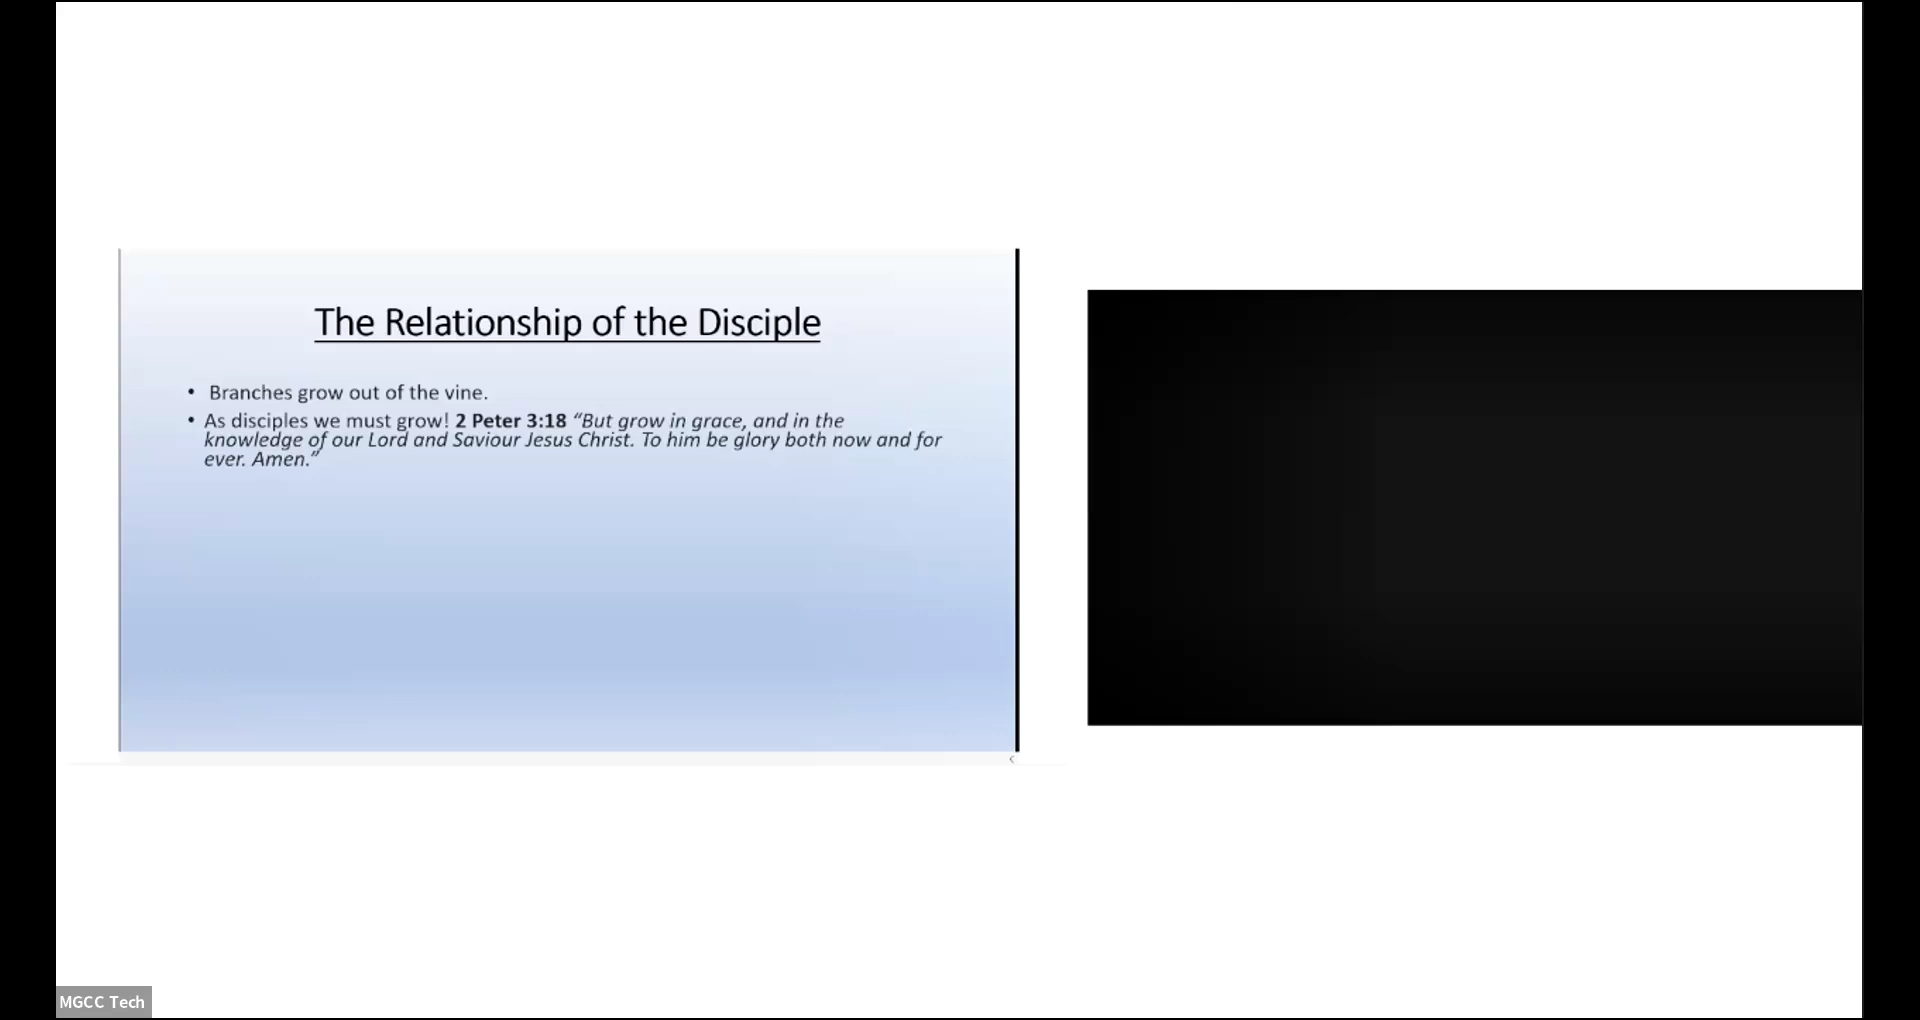 The Relationship of the Disciple
• Branches grow out of the vine.
• As disciples we must grow! 2 Peter 3:18 “But grow in grace, and in the
knowledge of our Lord and Saviour Jesus Christ. To him be glory both now and for
ever. Amen.”
MGCC Tech